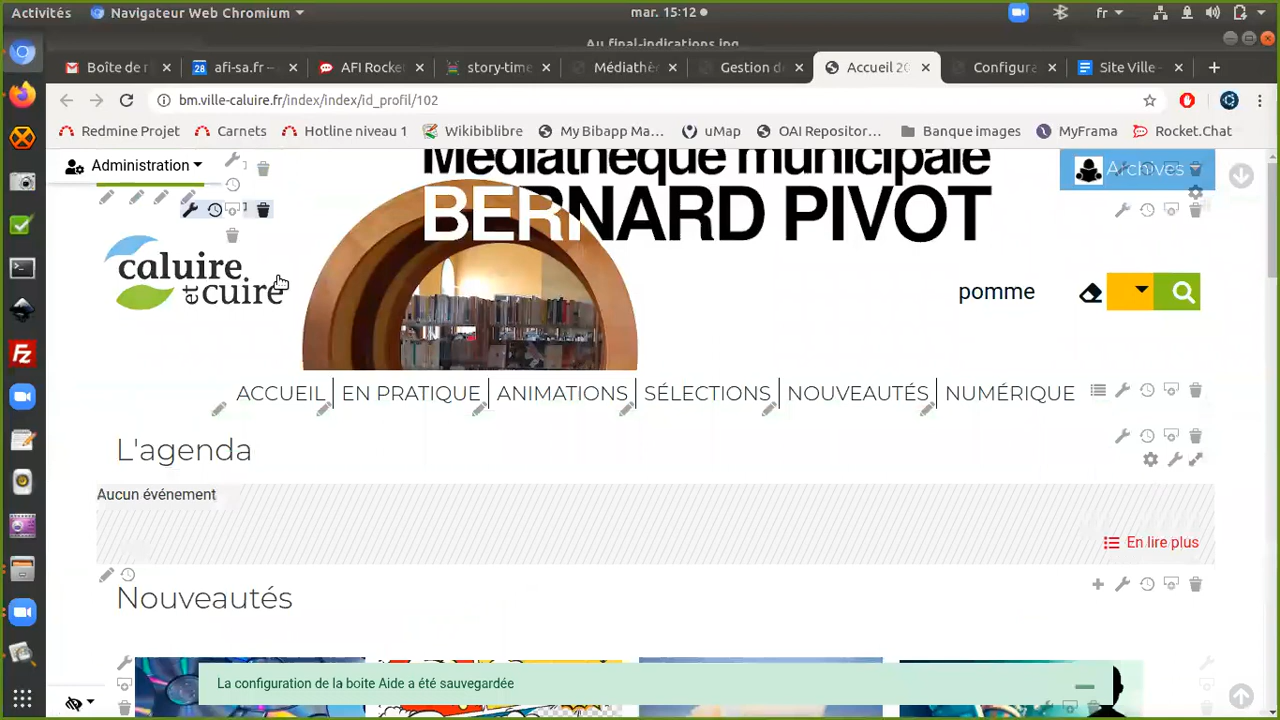 Activités
Navigateur Web Chromium
mar. 15:12
fr
Au final-indications.jpg
Boîte de r
28
afi-sa.fr –
AFI Rocke
story-time
Médiathè
Gestion de
Accueil 20
Configura
Site Ville -
bm.ville-caluire.fr/index/index/id_profil/102
Redmine Projet
Carnets
Hotline niveau 1
Wikibiblibre
My Bibapp Ma...
uMap
OAI Repositor...
Banque images
MyFrama
Rocket.Chat
Administration
Médiathèque municipale
BERNARD PIVOT
Archives
caluire
et cuire
pomme
ACCUEIL
EN PRATIQUE
ANIMATIONS
SÉLECTIONS
NOUVEAUTÉS
NUMÉRIQUE
L'agenda
Aucun événement
En lire plus
Nouveautés
La configuration de la boite Aide a été sauvegardée